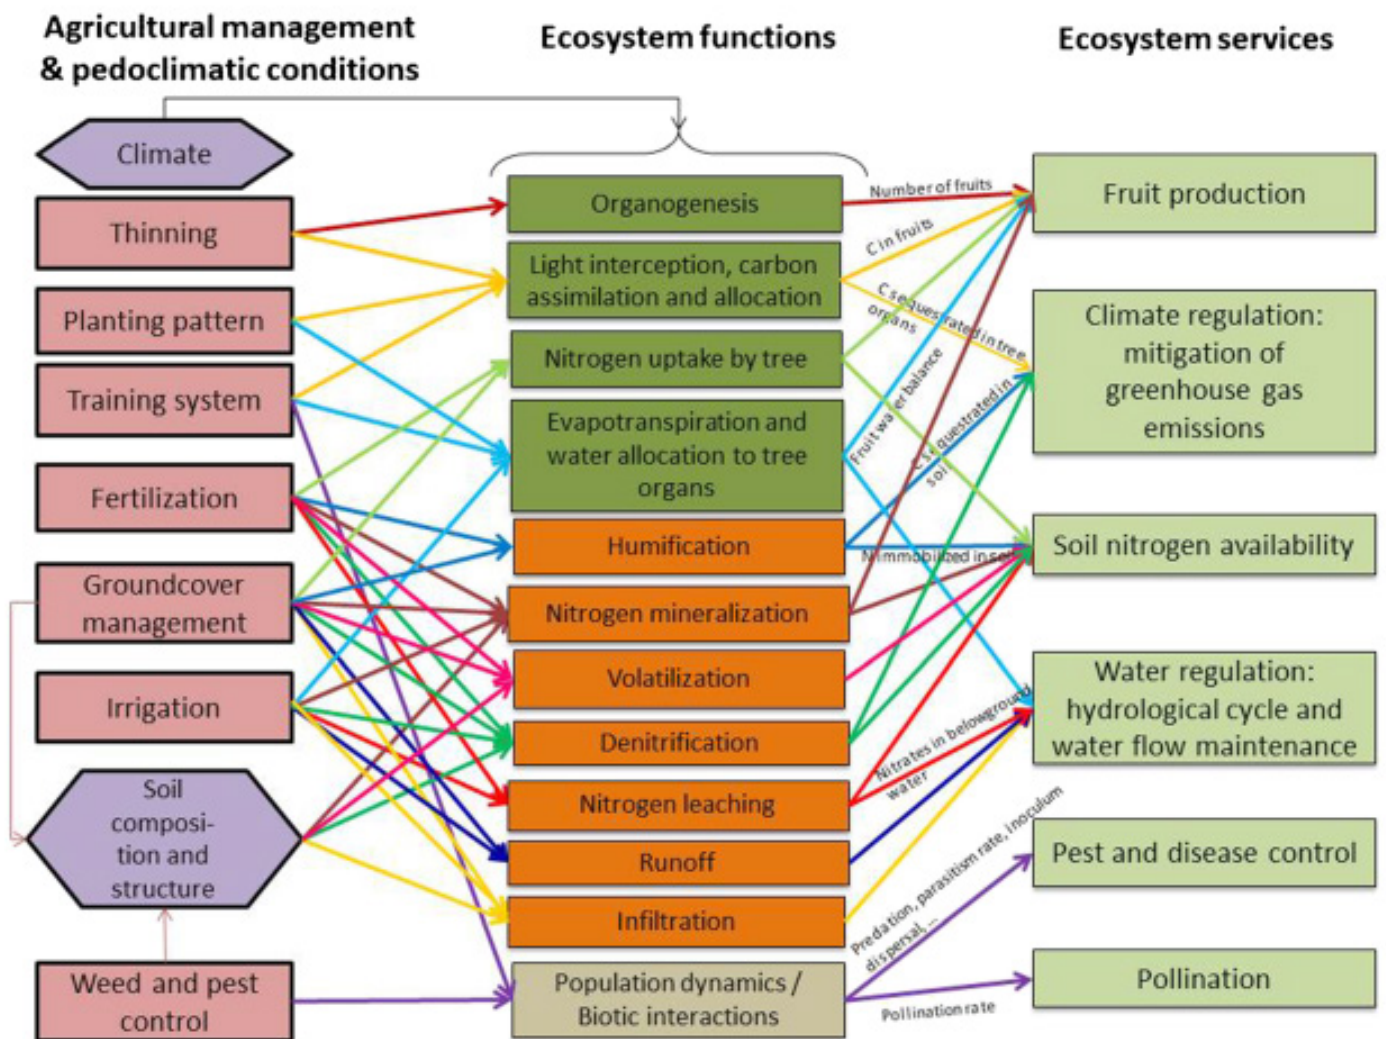 Agricultural management
& pedoclimatic conditions
Ecosystem functions
Ecosystem services
Climate
Thinning
Planting pattern
Training system
Fertilization
Groundcover
management
Irrigation
Soil
composi-
tion and
structure
Weed and pest
control
Organogenesis
Light interception, carbon
assimilation and allocation
Nitrogen uptake by tree
Evapotranspiration and
water allocation to tree
organs
Humification
Nitrogen mineralization
Volatilization
Denitrification
Nitrogen leaching
Runoff
Infiltration
Population dynamics /
Biotic interactions
Number of fruits
C in fruits
C sequestrated in tree
organs
Fruit water balance
C sequestrated in
soil
N immobilized in soil
Nitrates in belowground
water
Predation, parasitism rate, inoculum
dispersal, ...
Pollination rate
Fruit production
Climate regulation:
mitigation of
greenhouse gas
emissions
Soil nitrogen availability
Water regulation:
hydrological cycle and
water flow maintenance
Pest and disease control
Pollination